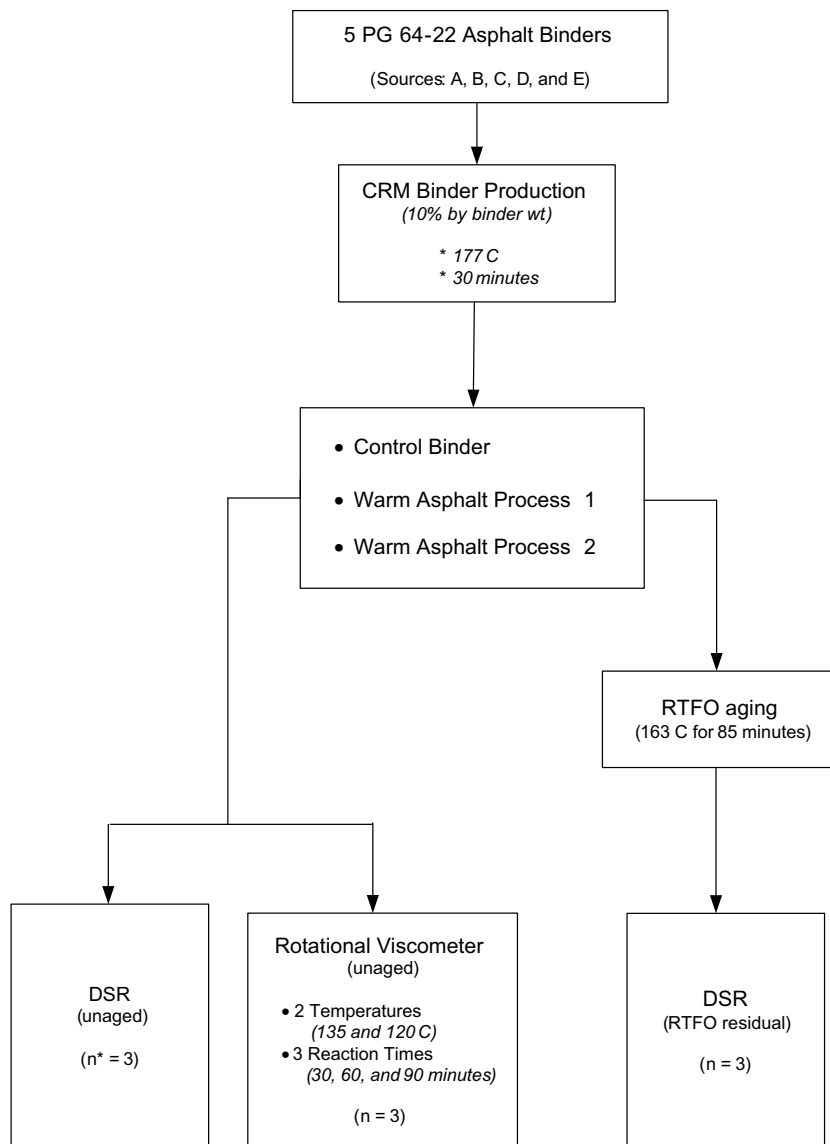 5 PG 64-22 Asphalt Binders
(Sources: A, B, C, D, and E)
CRM Binder Production
(10% by binder wt)
* 177 C
* 30 minutes
• Control Binder
• Warm Asphalt Process 1
• Warm Asphalt Process 2
RTFO aging
(163 C for 85 minutes)
DSR
(unaged)
(n* = 3)
Rotational Viscometer
(unaged)
• 2 Temperatures
(135 and 120 C)
• 3 Reaction Times
(30, 60, and 90 minutes)
(n = 3)
DSR
(RTFO residual)
(n = 3)